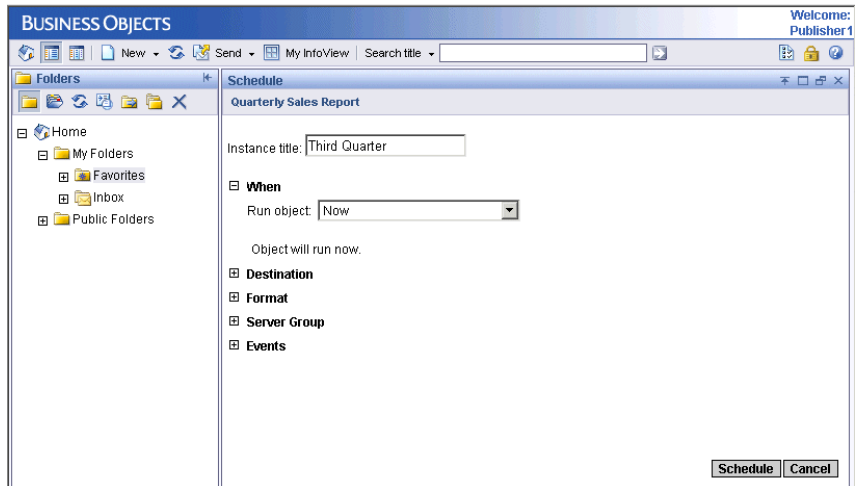 BUSINESS OBJECTS
Welcome:
Publisher1
New Send My InfoView Search title
Folders
Home
My Folders
Favorites
Inbox
Public Folders
Schedule
Quarterly Sales Report
Instance title: Third Quarter
When
Run object: Now
Object will run now.
Destination
Format
Server Group
Events
Schedule Cancel